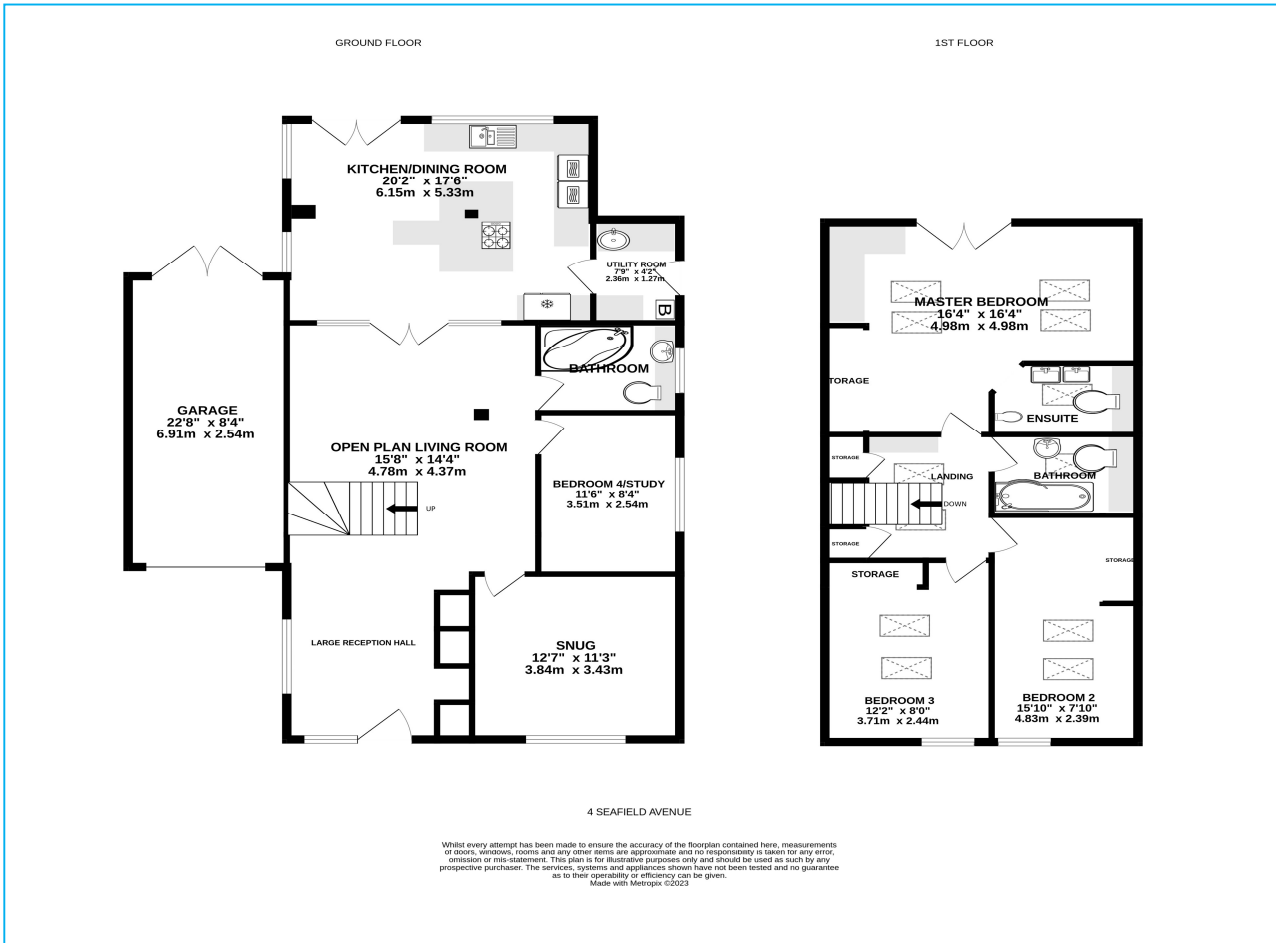 GROUND FLOOR
1ST FLOOR
KITCHEN/DINING ROOM
20'2" x 17'6"
6.15m x 5.33m
UTILITY ROOM
7'9" x 4'2"
2.36m x 1.27m
B
BATHROOM
GARAGE
22'8" x 8'4"
6.91m x 2.54m
OPEN PLAN LIVING ROOM
15'8" x 14'4"
4.78m x 4.37m
UP
BEDROOM 4/STUDY
11'6" x 8'4"
3.51m x 2.54m
LARGE RECEPTION HALL
SNUG
12'7" x 11'3"
3.84m x 3.43m
MASTER BEDROOM
16'4" x 16'4"
4.98m x 4.98m
STORAGE
ENSUITE
STORAGE
LANDING
BATHROOM
DOWN
STORAGE
STORAGE
STORAGE
BEDROOM 3
12'2" x 8'0"
3.71m x 2.44m
BEDROOM 2
15'10" x 7'10"
4.83m x 2.39m
4 SEAFIELD AVENUE
Whilst every attempt has been made to ensure the accuracy of the floorplan contained here, measurements
of doors, windows, rooms and any other items are approximate and no responsibility is taken for any error,
omission or mis-statement. This plan is for illustrative purposes only and should be used as such by any
prospective purchaser. The services, systems and appliances shown have not been tested and no guarantee
as to their operability or efficiency can be given.
Made with Metropix ©2023